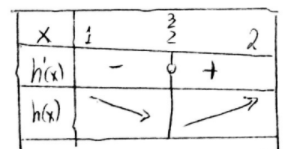 x 1 3/2 2
h'(x) - 0 +
h(x)